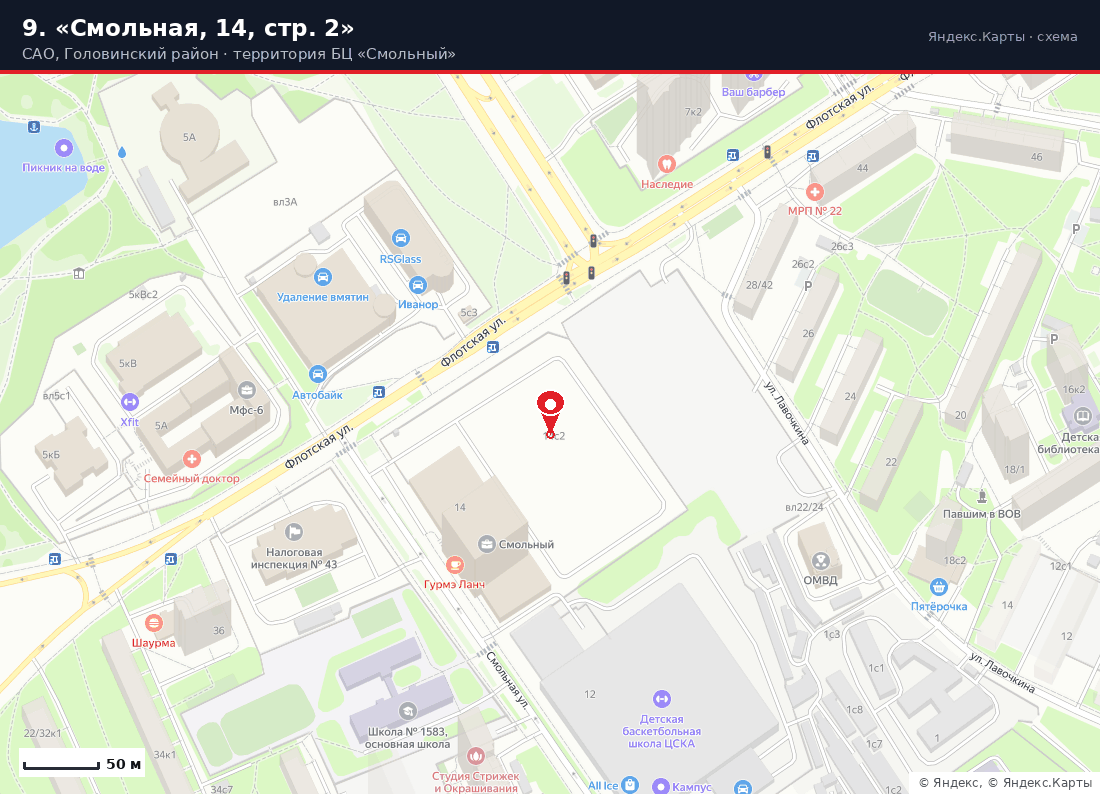 9. «Смольная, 14, стр. 2»
САО, Головинский район · территория БЦ «Смольный»
Яндекс.Карты · схема
Ваш барбер
Флотская ул.
7к2
5А
Пикник на воде
44
46
Наследие
МРП № 22
вл3А
RSGlass
26с3
26с2
Р
Р
Удаление вмятин
Иванор
28/42
5кВс2
5с3
Флотская ул.
26
Р
5кВ
Автобайк
16к2
вл5с1
Мфс-6
24
20
Xfit
5А
ул. Лавочкина
Детска
библиотека
Флотская ул.
5кБ
22
18/1
Семейный доктор
14
вл22/24
Павшим в ВОВ
Смольный
Налоговая
инспекция № 43
18с2
12с1
ОМВД
Гурмэ Ланч
Пятёрочка
14
36
1с3
12
Шаурма
Смольная ул.
ул. Лавочкина
1с1
12
Детская
баскетбольная
школа ЦСКА
1с8
Школа № 1583,
основная школа
22/32к1
1
1с7
34к1
50 м
Студия Стрижек
и Окрашивания
34с7
All Ice
Кампус
1с2
© Яндекс, © Яндекс.Карты